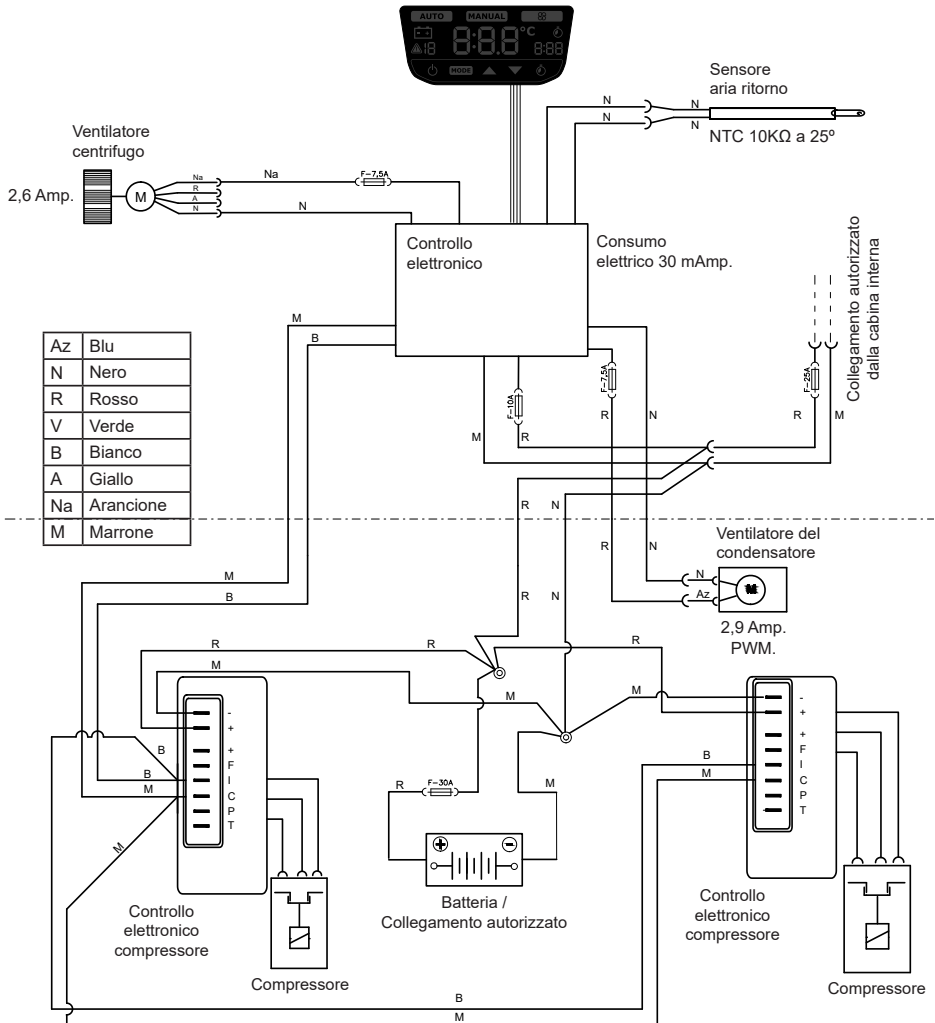 AUTO MANUAL
8:8.8 °C
18 8:88
MODE
Sensore
aria ritorno
N N
N N
NTC 10KΩ a 25º
Ventilatore
centrifugo
2,6 Amp.
M
Na Na F-7,5A
R
A
N N
Controllo
elettronico
Consumo
elettrico 30 mAmp.
Collegamento autorizzato
dalla cabina interna
M
B
Az Blu
N Nero
R Rosso
V Verde
B Bianco
A Giallo
Na Arancione
M Marrone
F-10A
F-7,5A
F-25A
M R
R N
R M
R N
R N
Ventilatore del
condensatore
N
Az
M
2,9 Amp.
PWM.
M
B
R N
R R
M
R
M
M
-
+
+
F
I
C
P
T
B
B
M
M
R F-30A M
Batteria /
Collegamento autorizzato
B
M
-
+
+
F
I
C
P
T
Controllo
elettronico
compressore
Compressore
Controllo
elettronico
compressore
Compressore
B
M